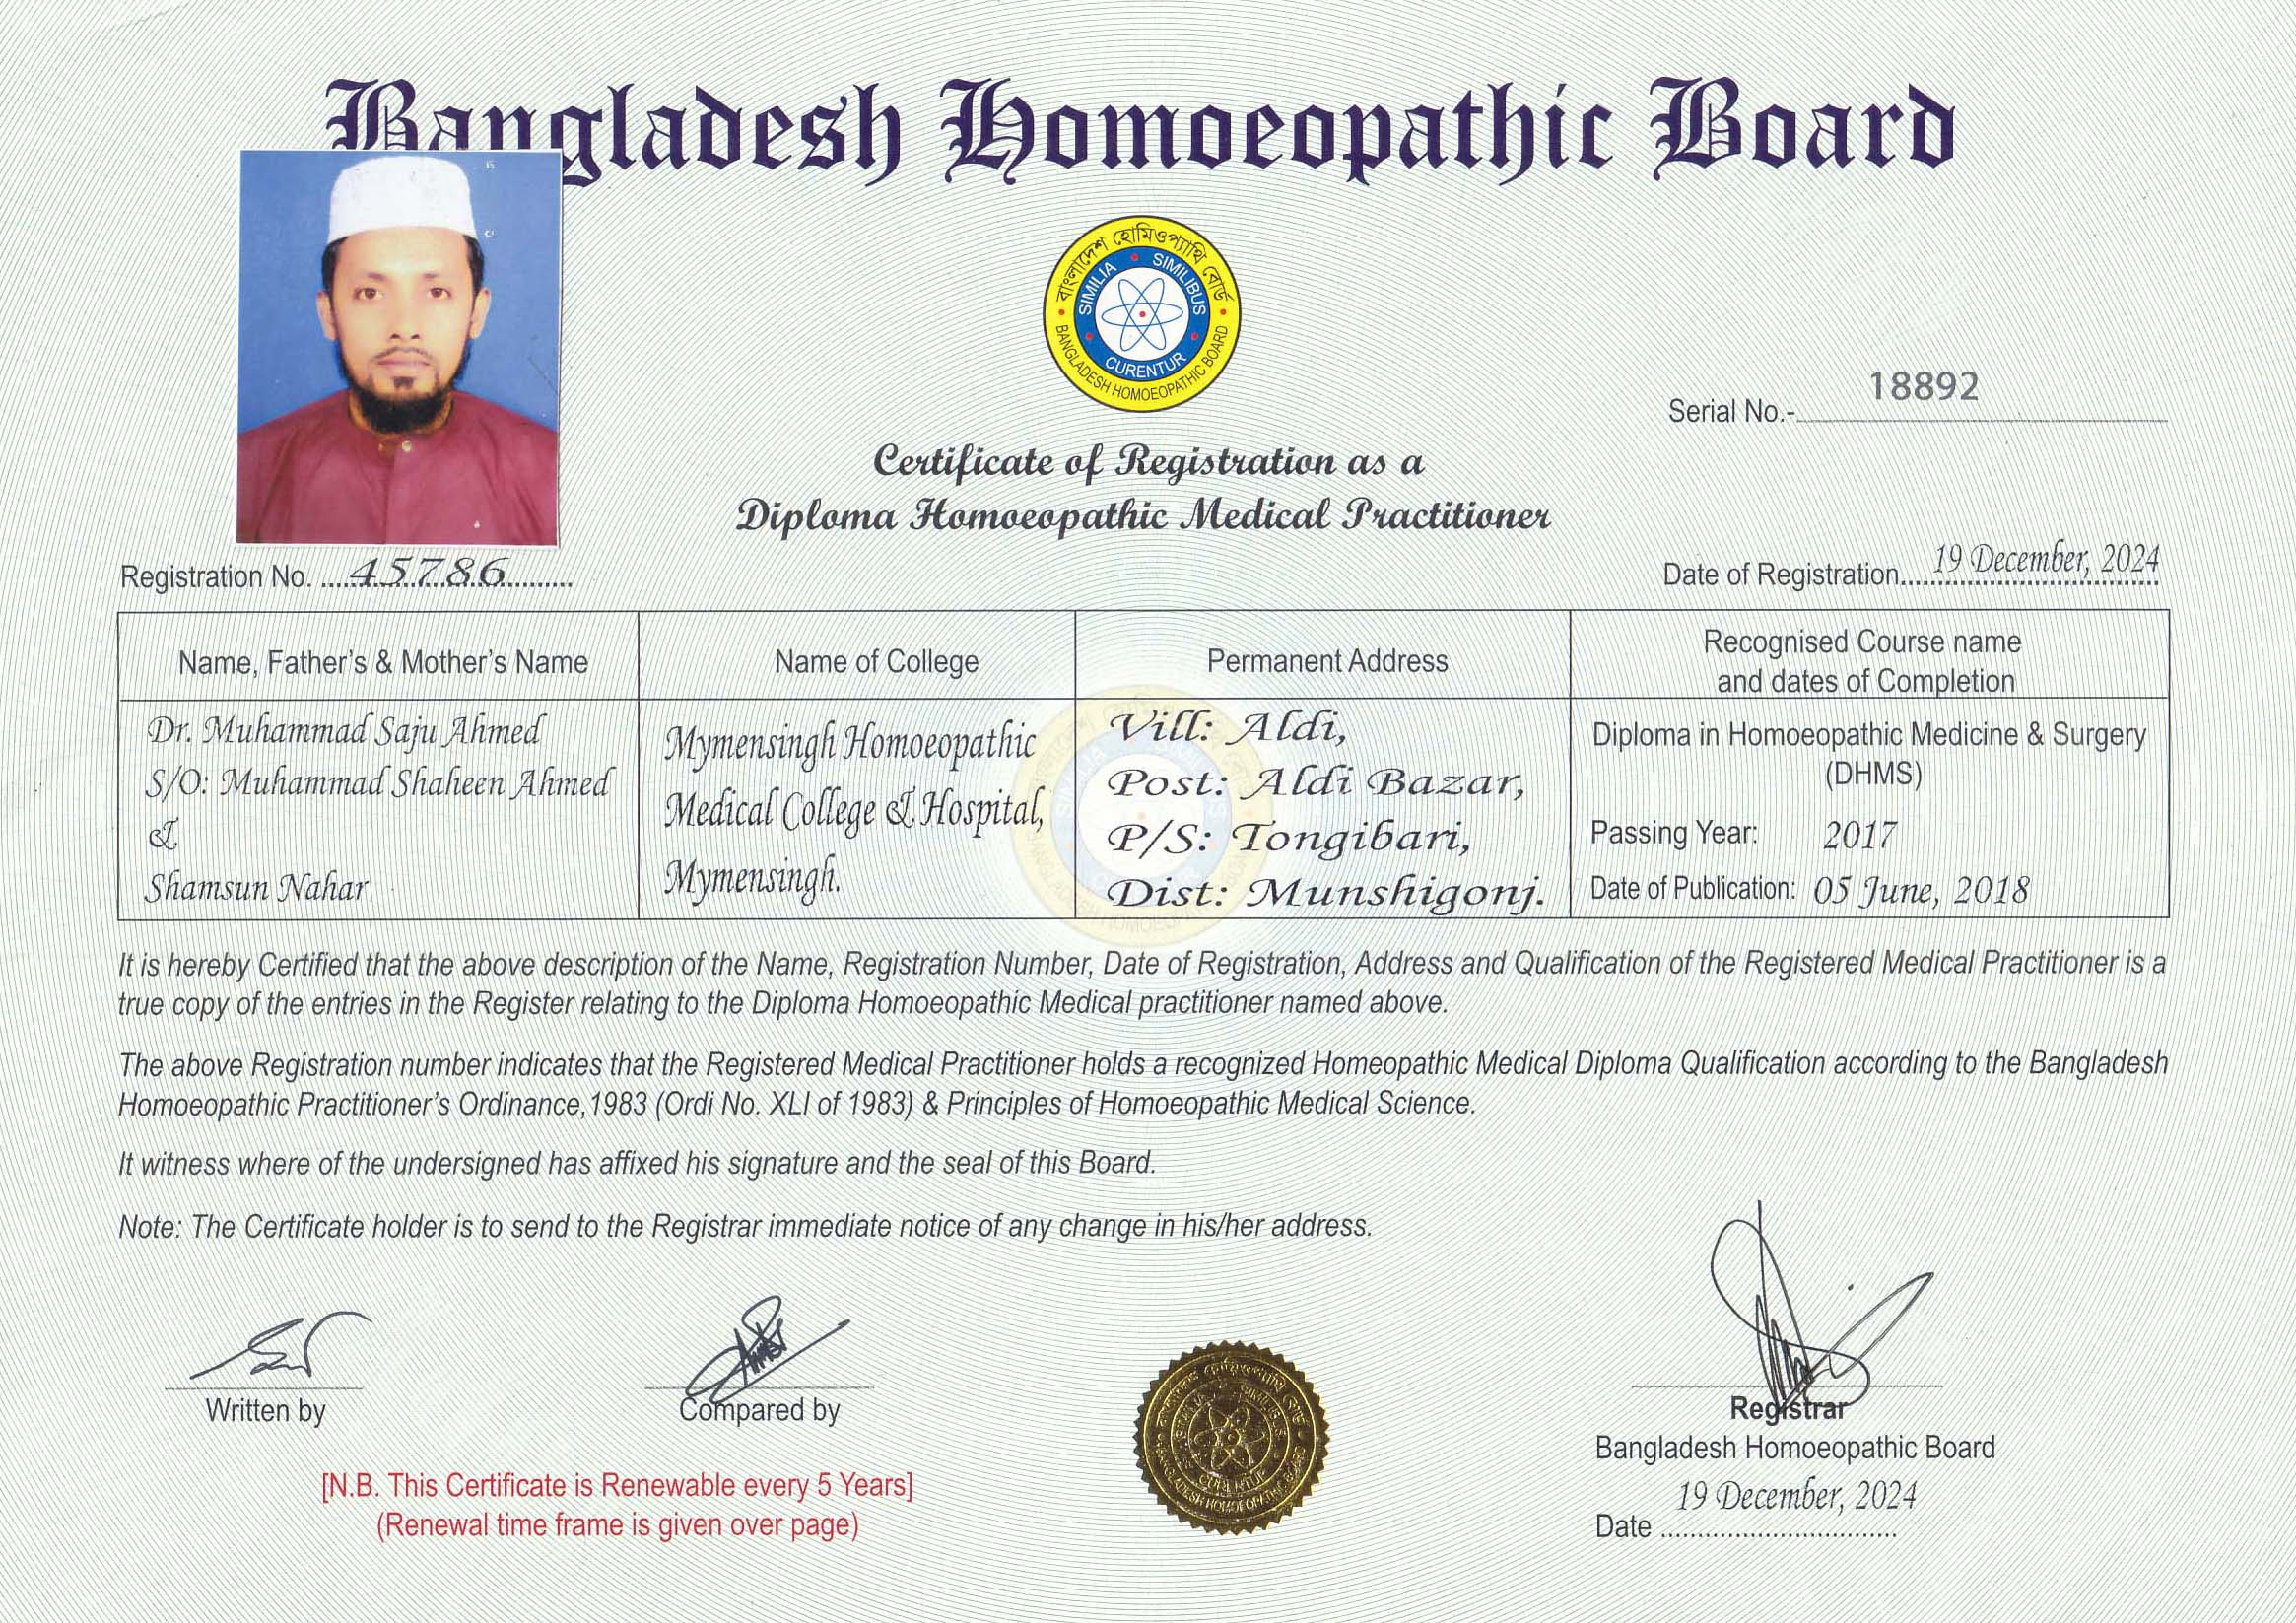 Bangladesh Homoeopathic Board
বাংলাদেশ হোমিওপ্যাথি বোর্ড
SIMILIA SIMILIBUS CURENTUR
BANGLADESH HOMOEOPATHIC BOARD
Serial No.- 18892
Certificate of Registration as a
Diploma Homoeopathic Medical Practitioner
Registration No. 45786
Date of Registration 19 December, 2024
Name, Father's & Mother's Name
Name of College
Permanent Address
Recognised Course name
and dates of Completion
Dr. Muhammad Saju Ahmed
S/O: Muhammad Shaheen Ahmed
&
Shamsun Nahar
Mymensingh Homoeopathic
Medical College & Hospital,
Mymensingh.
Vill: Aldi,
Post: Aldi Bazar,
P/S: Tongibari,
Dist: Munshigonj.
Diploma in Homoeopathic Medicine & Surgery
(DHMS)
Passing Year: 2017
Date of Publication: 05 June, 2018
It is hereby Certified that the above description of the Name, Registration Number, Date of Registration, Address and Qualification of the Registered Medical Practitioner is a
true copy of the entries in the Register relating to the Diploma Homoeopathic Medical practitioner named above.
The above Registration number indicates that the Registered Medical Practitioner holds a recognized Homeopathic Medical Diploma Qualification according to the Bangladesh
Homoeopathic Practitioner's Ordinance,1983 (Ordi No. XLI of 1983) & Principles of Homoeopathic Medical Science.
It witness where of the undersigned has affixed his signature and the seal of this Board.
Note: The Certificate holder is to send to the Registrar immediate notice of any change in his/her address.
Written by
Compared by
Registrar
Bangladesh Homoeopathic Board
19 December, 2024
Date
[N.B. This Certificate is Renewable every 5 Years]
(Renewal time frame is given over page)